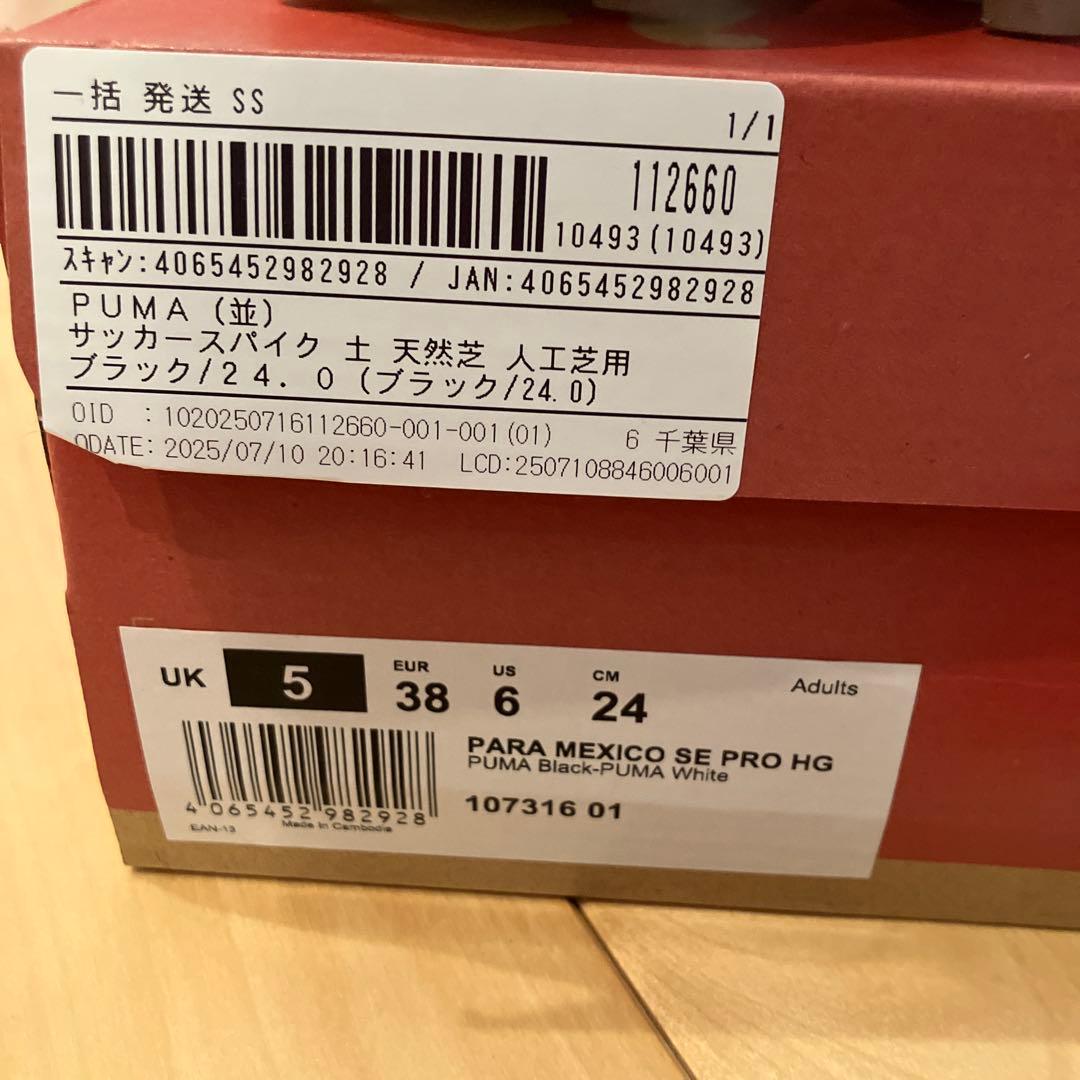 一括 発送 SS
1/1
112660
10493(10493)
スキャン:4065452982928 / JAN:4065452982928
PUMA (並)
サッカースパイク 土 天然芝 人工芝用
ブラック/24.0 (ブラック/24.0)
OID :1020250716112660-001-001(01) 6 千葉県
ODATE: 2025/07/10 20:16:41 LCD:2507108846006001
UK 5 EUR 38 US 6 CM 24 Adults
PARA MEXICO SE PRO HG
PUMA Black-PUMA White
107316 01
4 065452 982928
EAN-13 Made in Cambodia